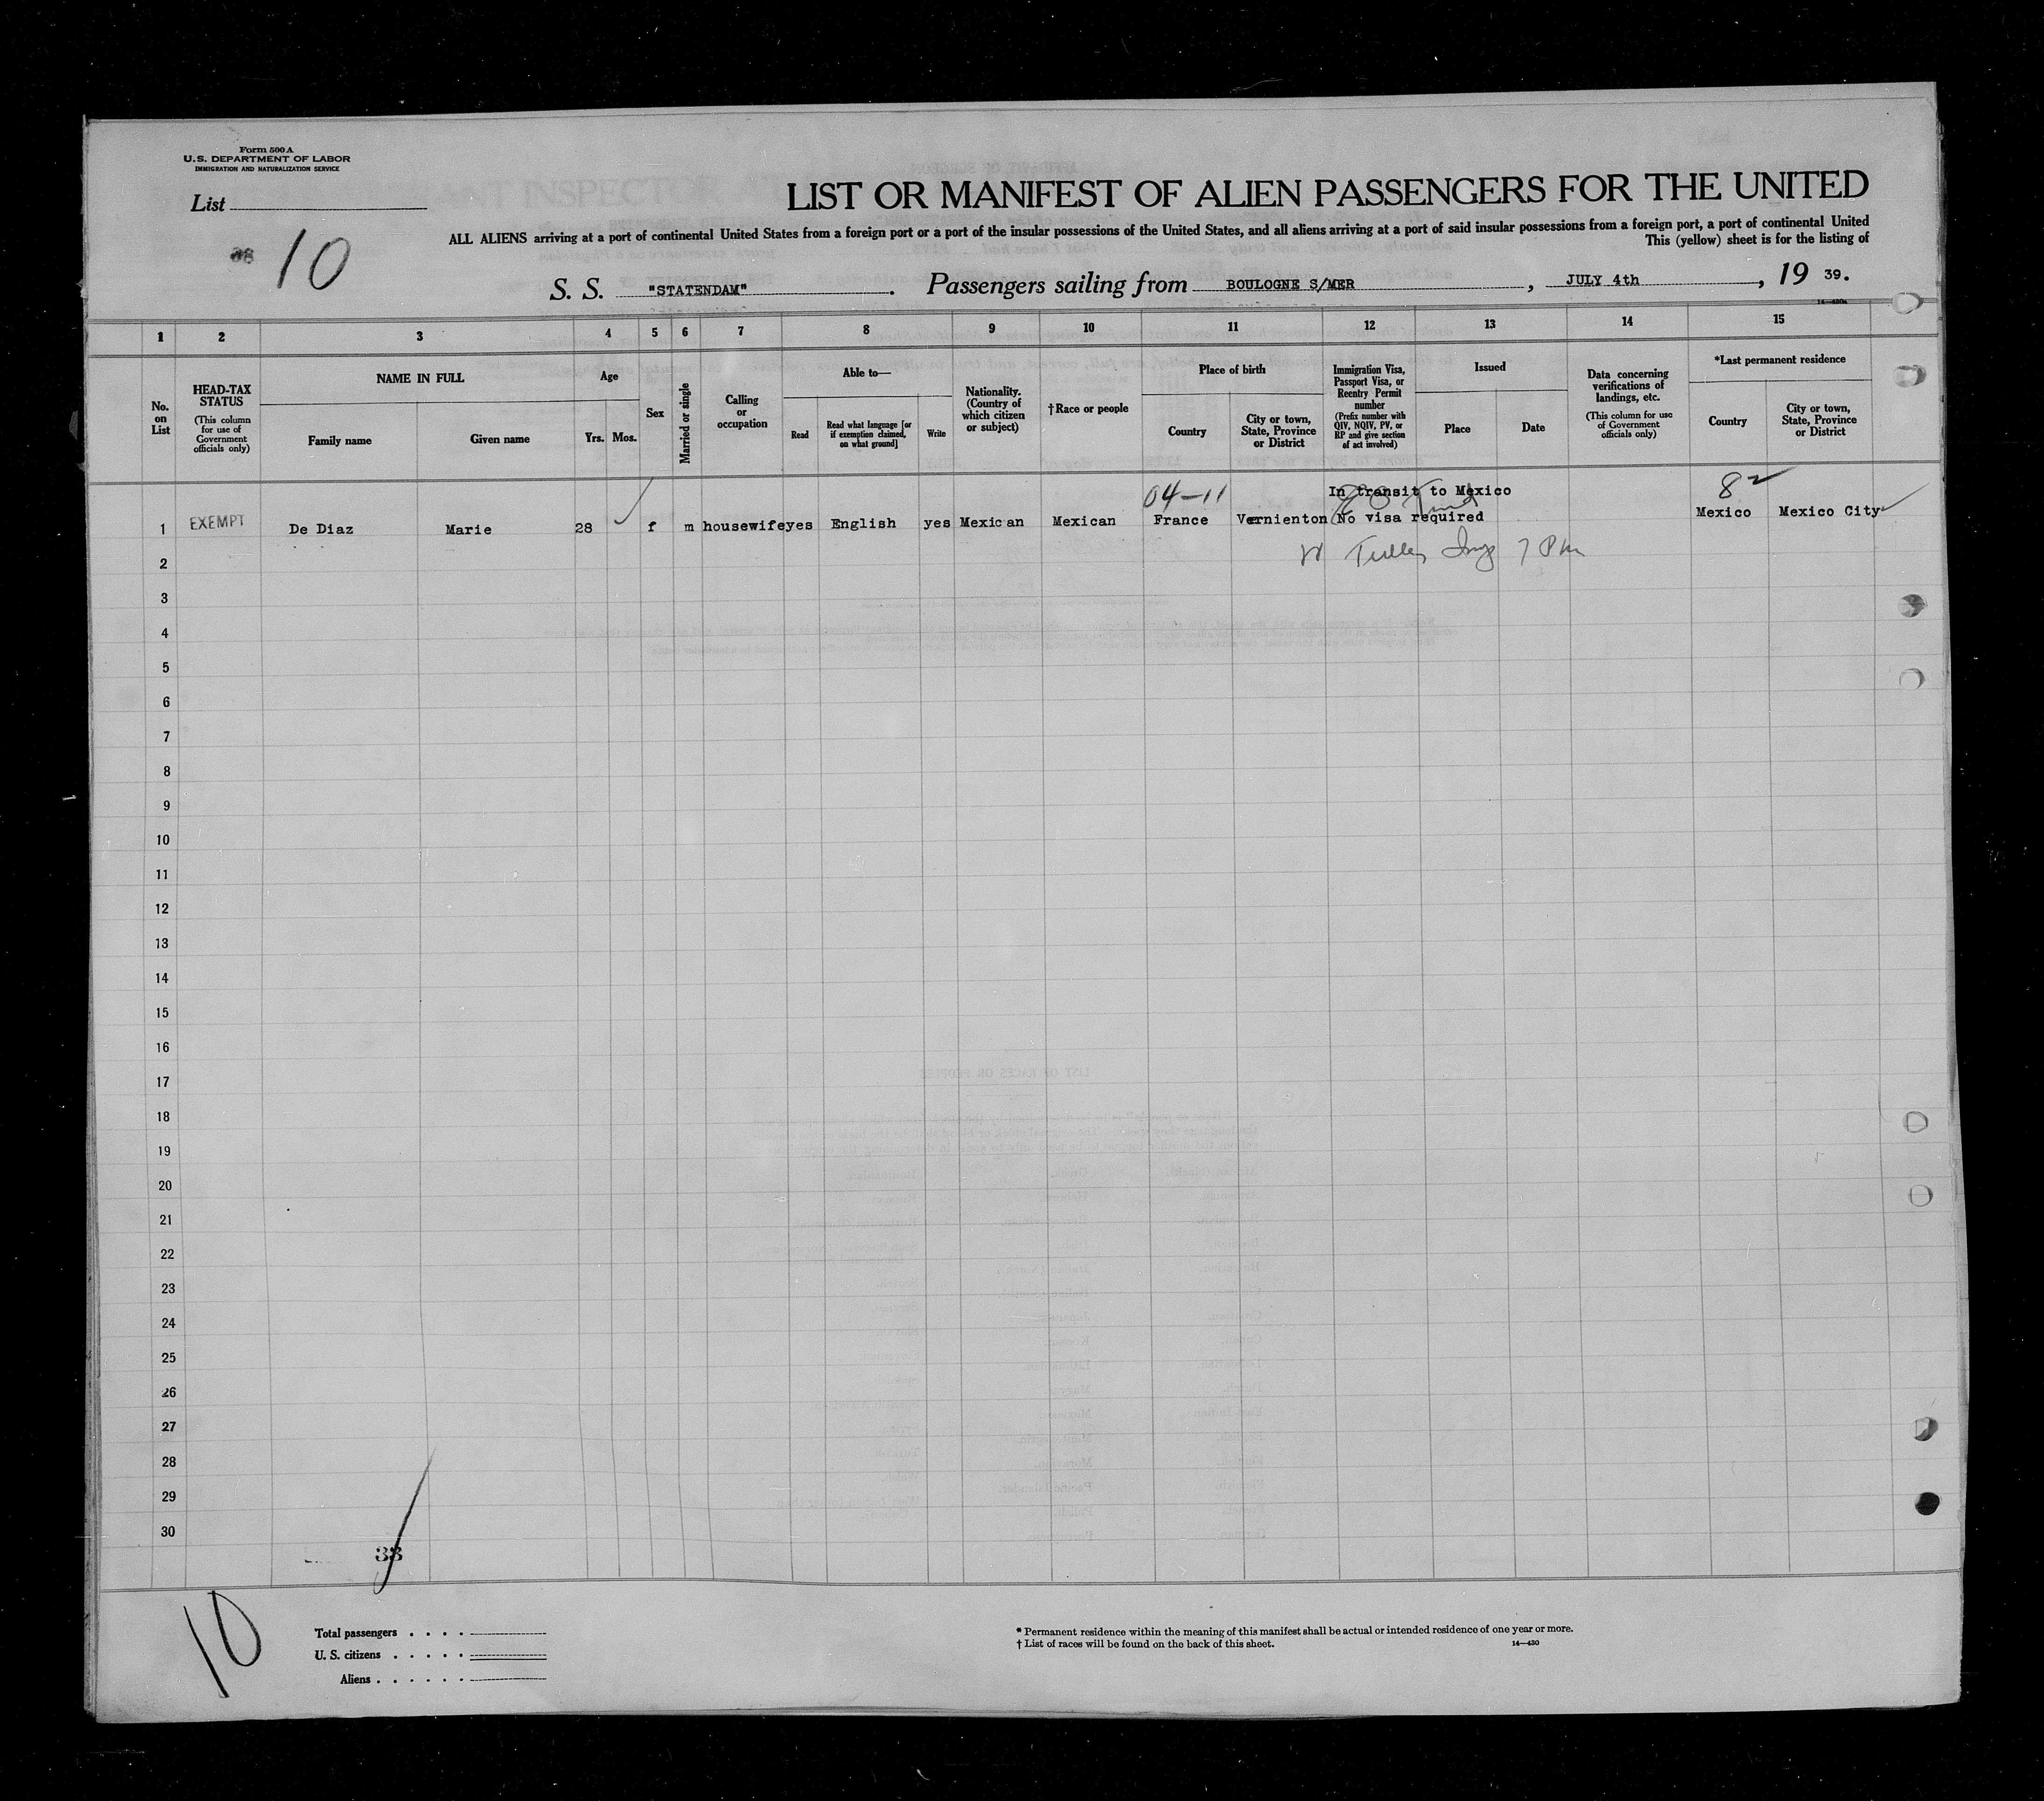 Form 500 A
U.S. DEPARTMENT OF LABOR
IMMIGRATION AND NATURALIZATION SERVICE
List
10
LIST OR MANIFEST OF ALIEN PASSENGERS FOR THE UNITED
ALL ALIENS arriving at a port of continental United States from a foreign port or a port of the insular possessions of the United States, and all aliens arriving at a port of said insular possessions from a foreign port, a port of continental United
This (yellow) sheet is for the listing of
S. S. "STATENDAM". Passengers sailing from BOULOGNE S/MER, JULY 4th, 19 39.
1 2 3 4 5 6 7 8 9 10 11 12 13 14 15
No. on List
HEAD-TAX STATUS
(This column for use of Government officials only)
NAME IN FULL
Family name
Given name
Age
Yrs. Mos.
Sex
Married or single
Calling or occupation
Able to—
Read
Read what language [or if exemption claimed, on what ground]
Write
Nationality. (Country of which citizen or subject)
†Race or people
Place of birth
Country
City or town, State, Province or District
Immigration Visa, Passport Visa, or Reentry Permit number
(Prefix number with QIV, NQIV, PV, or RP and give section of act involved)
Issued
Place
Date
Data concerning verifications of landings, etc.
(This column for use of Government officials only)
*Last permanent residence
Country
City or town, State, Province or District
04-11
In transit to Mexico
8
1 EXEMPT De Diaz Marie 28 f m housewife yes English yes Mexican Mexican France Vernienton No visa required Mexico Mexico City
7 PM
2
3
4
5
6
7
8
9
10
11
12
13
14
15
16
17
18
19
20
21
22
23
24
25
26
27
28
29
30
33
10
Total passengers
U. S. citizens
Aliens
* Permanent residence within the meaning of this manifest shall be actual or intended residence of one year or more.
† List of races will be found on the back of this sheet.
14—430